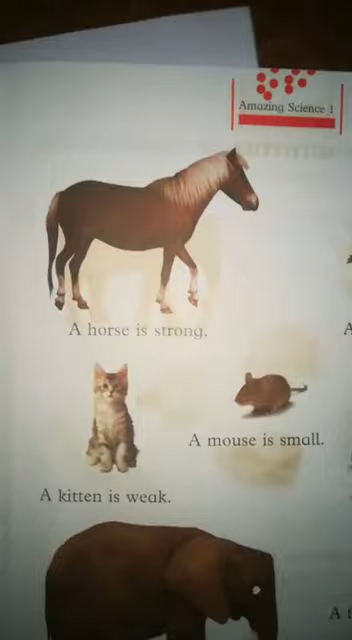 Amazing Science 1
A horse is strong.
A mouse is small.
A kitten is weak.